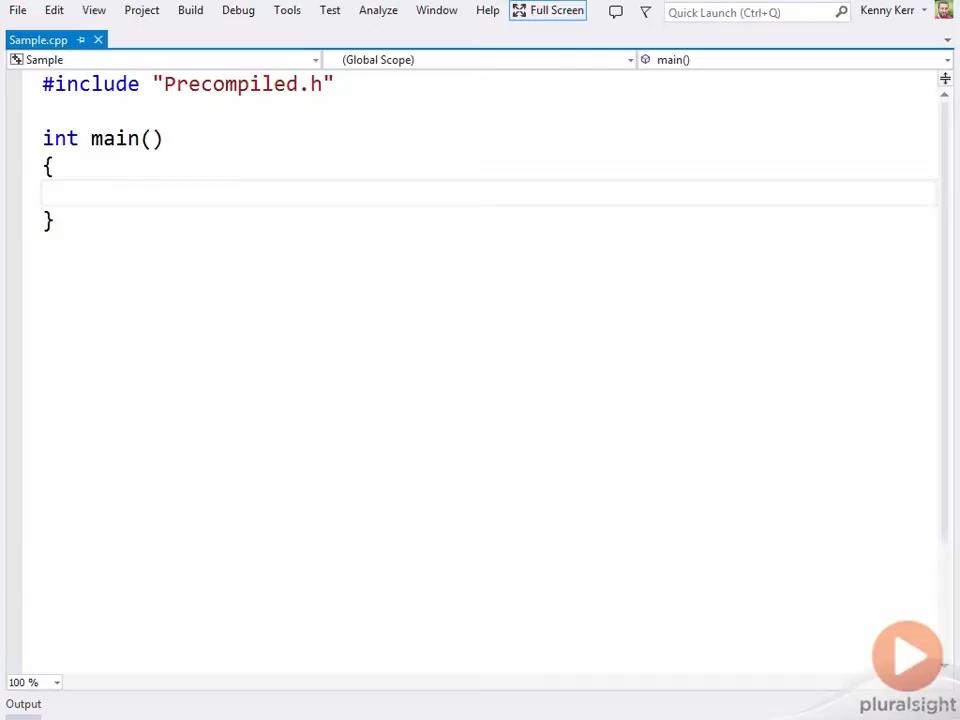 File Edit View Project Build Debug Tools Test Analyze Window Help Full Screen Quick Launch (Ctrl+Q) Kenny Kerr
Sample.cpp
Sample (Global Scope) main()
#include "Precompiled.h"
int main()
{
}
100 %
Output
pluralsight